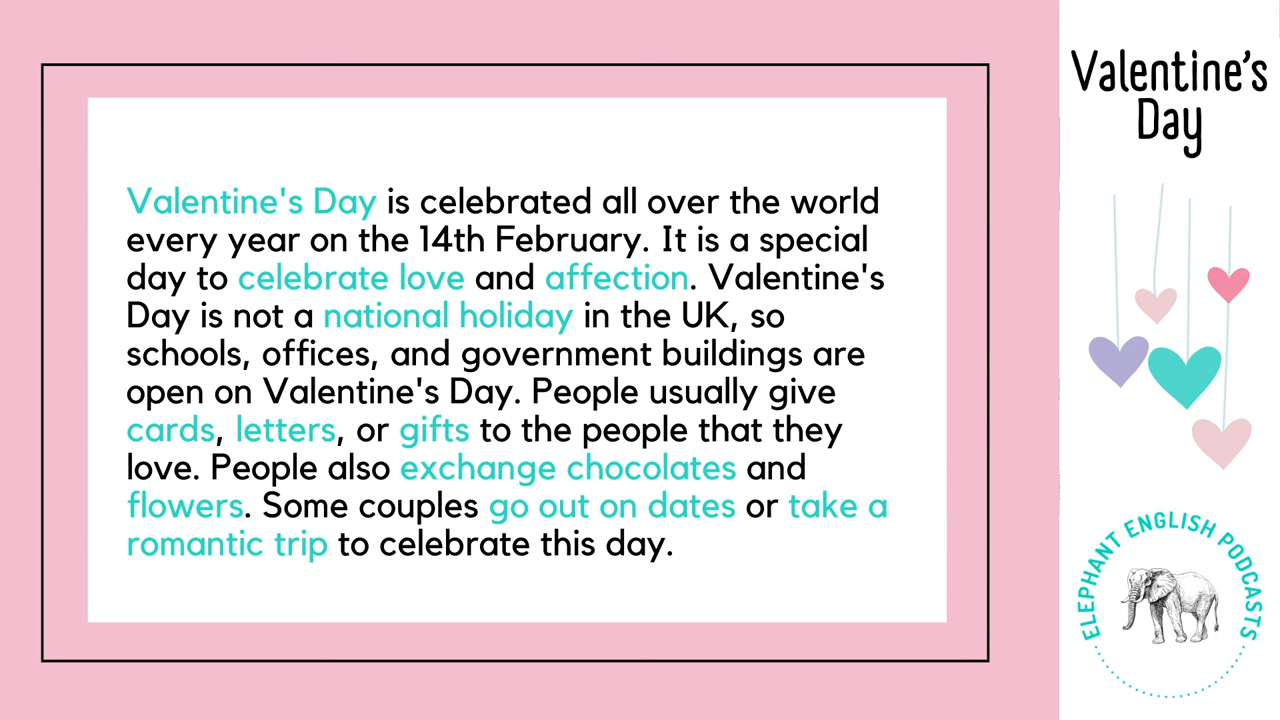 Valentine's Day is celebrated all over the world
every year on the 14th February. It is a special
day to celebrate love and affection. Valentine's
Day is not a national holiday in the UK, so
schools, offices, and government buildings are
open on Valentine's Day. People usually give
cards, letters, or gifts to the people that they
love. People also exchange chocolates and
flowers. Some couples go out on dates or take a
romantic trip to celebrate this day.
Valentine's
Day
ELEPHANT ENGLISH PODCASTS